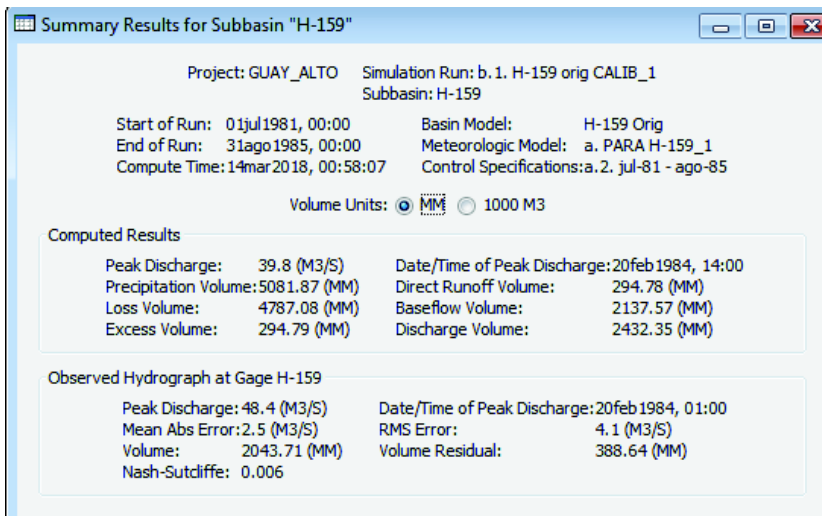 Summary Results for Subbasin "H-159"
Project: GUAY_ALTO Simulation Run: b.1. H-159 orig CALIB_1
Subbasin: H-159
Start of Run: 01jul1981, 00:00 Basin Model: H-159 Orig
End of Run: 31ago1985, 00:00 Meteorologic Model: a. PARA H-159_1
Compute Time:14mar2018, 00:58:07 Control Specifications:a.2. jul-81 - ago-85
Volume Units: MM 1000 M3
Computed Results
Peak Discharge: 39.8 (M3/S) Date/Time of Peak Discharge:20feb1984, 14:00
Precipitation Volume:5081.87 (MM) Direct Runoff Volume: 294.78 (MM)
Loss Volume: 4787.08 (MM) Baseflow Volume: 2137.57 (MM)
Excess Volume: 294.79 (MM) Discharge Volume: 2432.35 (MM)
Observed Hydrograph at Gage H-159
Peak Discharge:48.4 (M3/S) Date/Time of Peak Discharge:20feb1984, 01:00
Mean Abs Error:2.5 (M3/S) RMS Error: 4.1 (M3/S)
Volume: 2043.71 (MM) Volume Residual: 388.64 (MM)
Nash-Sutcliffe: 0.006